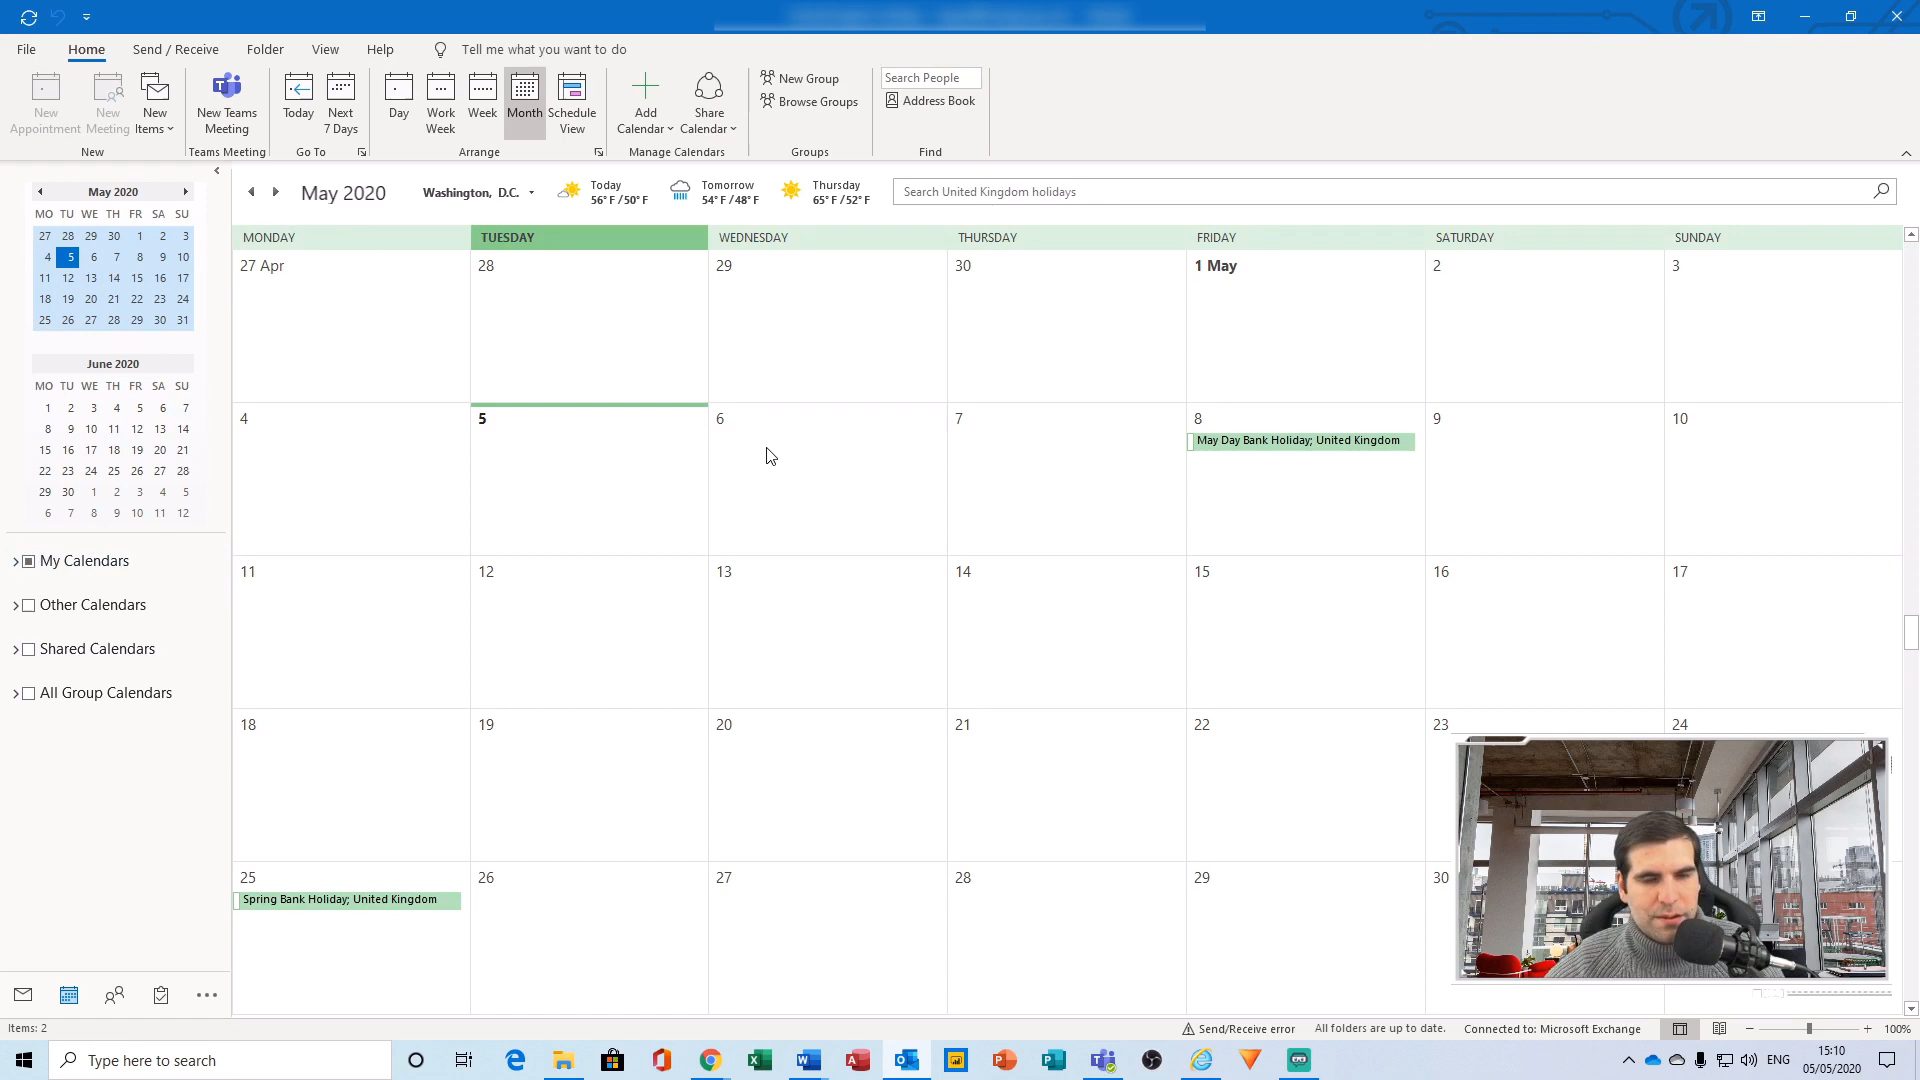 File Home Send / Receive Folder View Help Tell me what you want to do
New Appointment
New Meeting
New Items
New Teams Meeting
Today
Next 7 Days
Day
Work Week
Week
Month
Schedule View
Add Calendar
Share Calendar
New Group
Browse Groups
Search People
Address Book
New Teams Meeting Go To Arrange Manage Calendars Groups Find
May 2020
MO TU WE TH FR SA SU
27 28 29 30 1 2 3
4 5 6 7 8 9 10
11 12 13 14 15 16 17
18 19 20 21 22 23 24
25 26 27 28 29 30 31
June 2020
MO TU WE TH FR SA SU
1 2 3 4 5 6 7
8 9 10 11 12 13 14
15 16 17 18 19 20 21
22 23 24 25 26 27 28
29 30 1 2 3 4 5
6 7 8 9 10 11 12
My Calendars
Other Calendars
Shared Calendars
All Group Calendars
May 2020 Washington, D.C.
Today
56° F / 50° F
Tomorrow
54° F / 48° F
Thursday
65° F / 52° F
Search United Kingdom holidays
MONDAY TUESDAY WEDNESDAY THURSDAY FRIDAY SATURDAY SUNDAY
27 Apr 28 29 30 1 May 2 3
4 5 6 7 8 9 10
May Day Bank Holiday; United Kingdom
11 12 13 14 15 16 17
18 19 20 21 22 23 24
25 26 27 28 29 30
Spring Bank Holiday; United Kingdom
Items: 2 Send/Receive error All folders are up to date. Connected to: Microsoft Exchange 100%
Type here to search ENG 15:10
05/05/2020